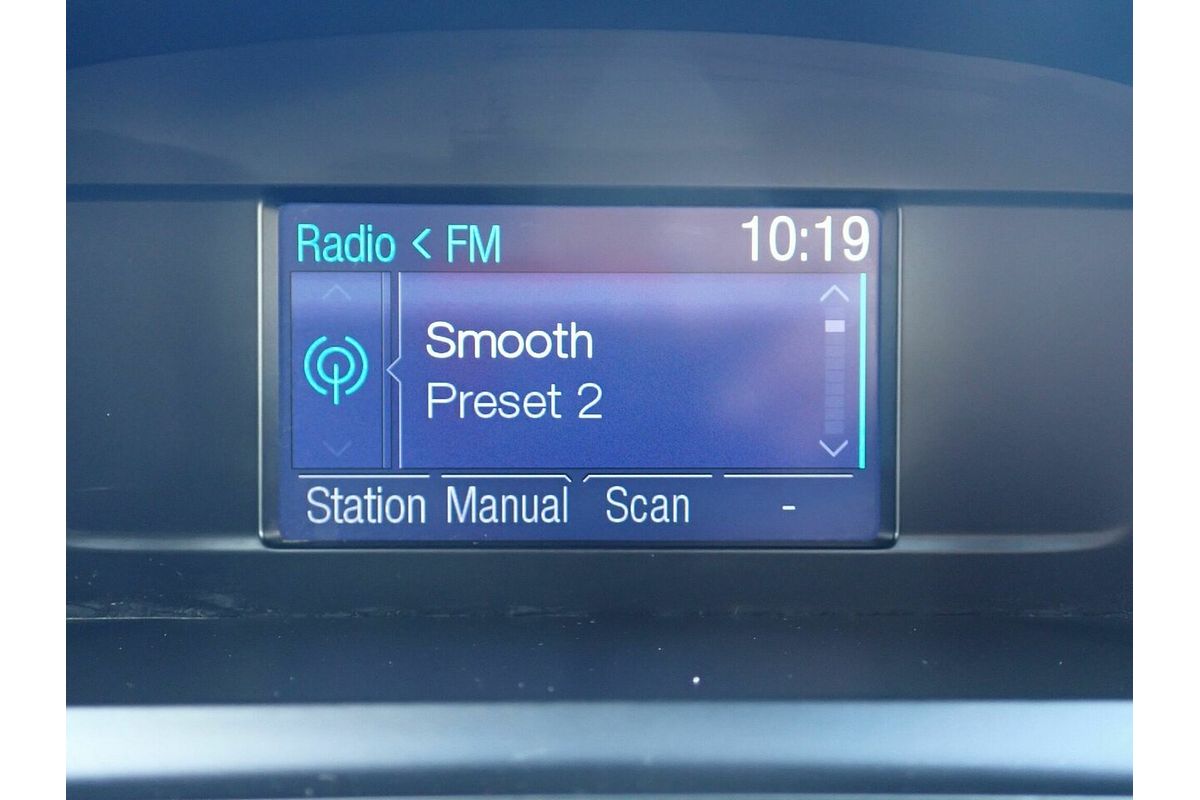 Radio < FM 10:19
Smooth
Preset 2
Station Manual Scan -